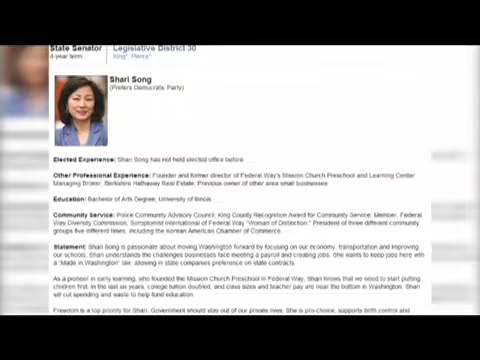 State Senator
Legislative District 30
4-year term
King*, Pierce*
Shari Song
(Prefers Democratic Party)
Elected Experience: Shari Song has not held elected office before
Other Professional Experience: Founder and former director of Federal Way's Mission Church Preschool and Learning Center
Managing Broker, Berkshire Hathaway Real Estate; Previous owner of other area small businesses
Education: Bachelor of Arts Degree, University of Illinois
Community Service: Police Community Advisory Council, King County Recognition Award for Community Service; Member, Federal
Way Diversity Commission, Soroptimist International of Federal Way "Woman of Distinction;" President of three different community
groups five different times, including the Korean American Chamber of Commerce.
Statement: Shari Song is passionate about moving Washington forward by focusing on our economy, transportation and improving
our schools. Shari understands the challenges businesses face meeting a payroll and creating jobs. She wants to keep jobs here with
a "Made in Washington" law, allowing in state companies preference on state contracts.
As a pioneer in early learning, who founded the Mission Church Preschool in Federal Way, Shari knows that we need to start putting
children first. In the last six years, college tuition doubled, and class sizes and teacher pay are near the bottom in Washington. Shari
will cut spending and waste to help fund education.
Freedom is a top priority for Shari. Government should stay out of our private lives. She is pro-choice, supports birth control and